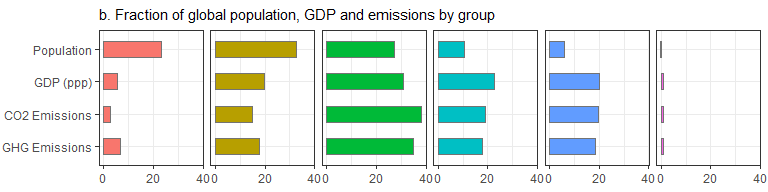 b. Fraction of global population, GDP and emissions by group
Population
GDP (ppp)
CO2 Emissions
GHG Emissions
0 20 40 0 20 40 0 20 40 0 20 40 0 20 40 0 20 40